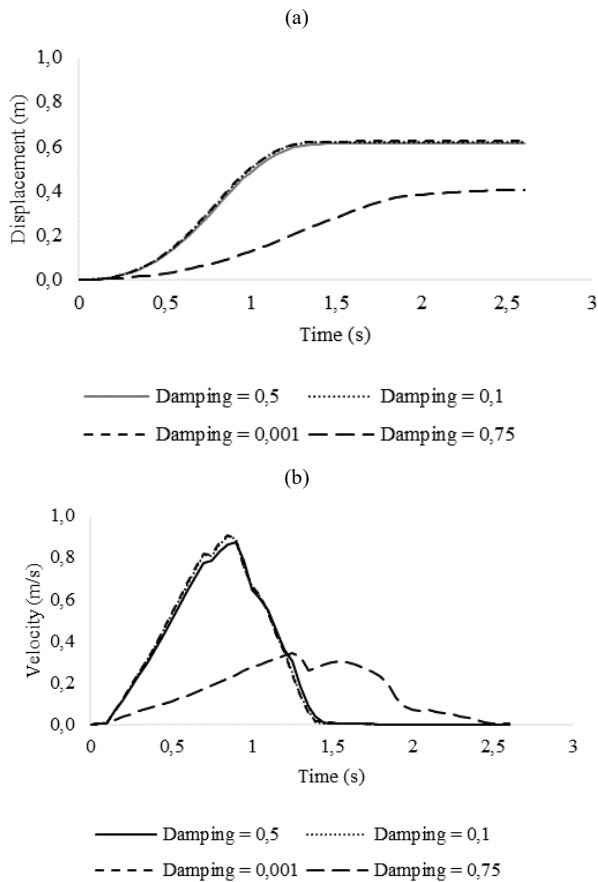 (a)
1,0
0,8
0,6
0,4
0,2
0,0
Displacement (m)
0 0,5 1 1,5 2 2,5 3
Time (s)
Damping = 0,5 Damping = 0,1
Damping = 0,001 Damping = 0,75
(b)
1,0
0,8
0,6
0,4
0,2
0,0
Velocity (m/s)
0 0,5 1 1,5 2 2,5 3
Time (s)
Damping = 0,5 Damping = 0,1
Damping = 0,001 Damping = 0,75